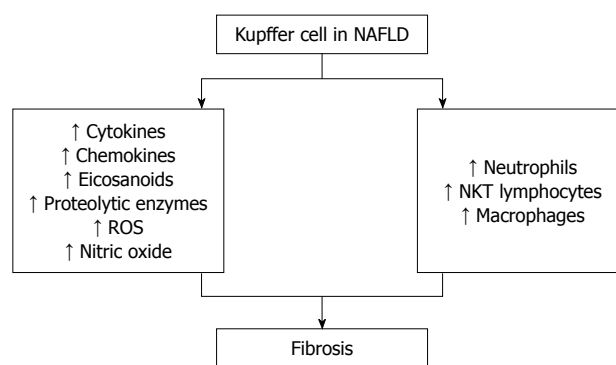 Kupffer cell in NAFLD
↑ Cytokines
↑ Chemokines
↑ Eicosanoids
↑ Proteolytic enzymes
↑ ROS
↑ Nitric oxide
↑ Neutrophils
↑ NKT lymphocytes
↑ Macrophages
Fibrosis